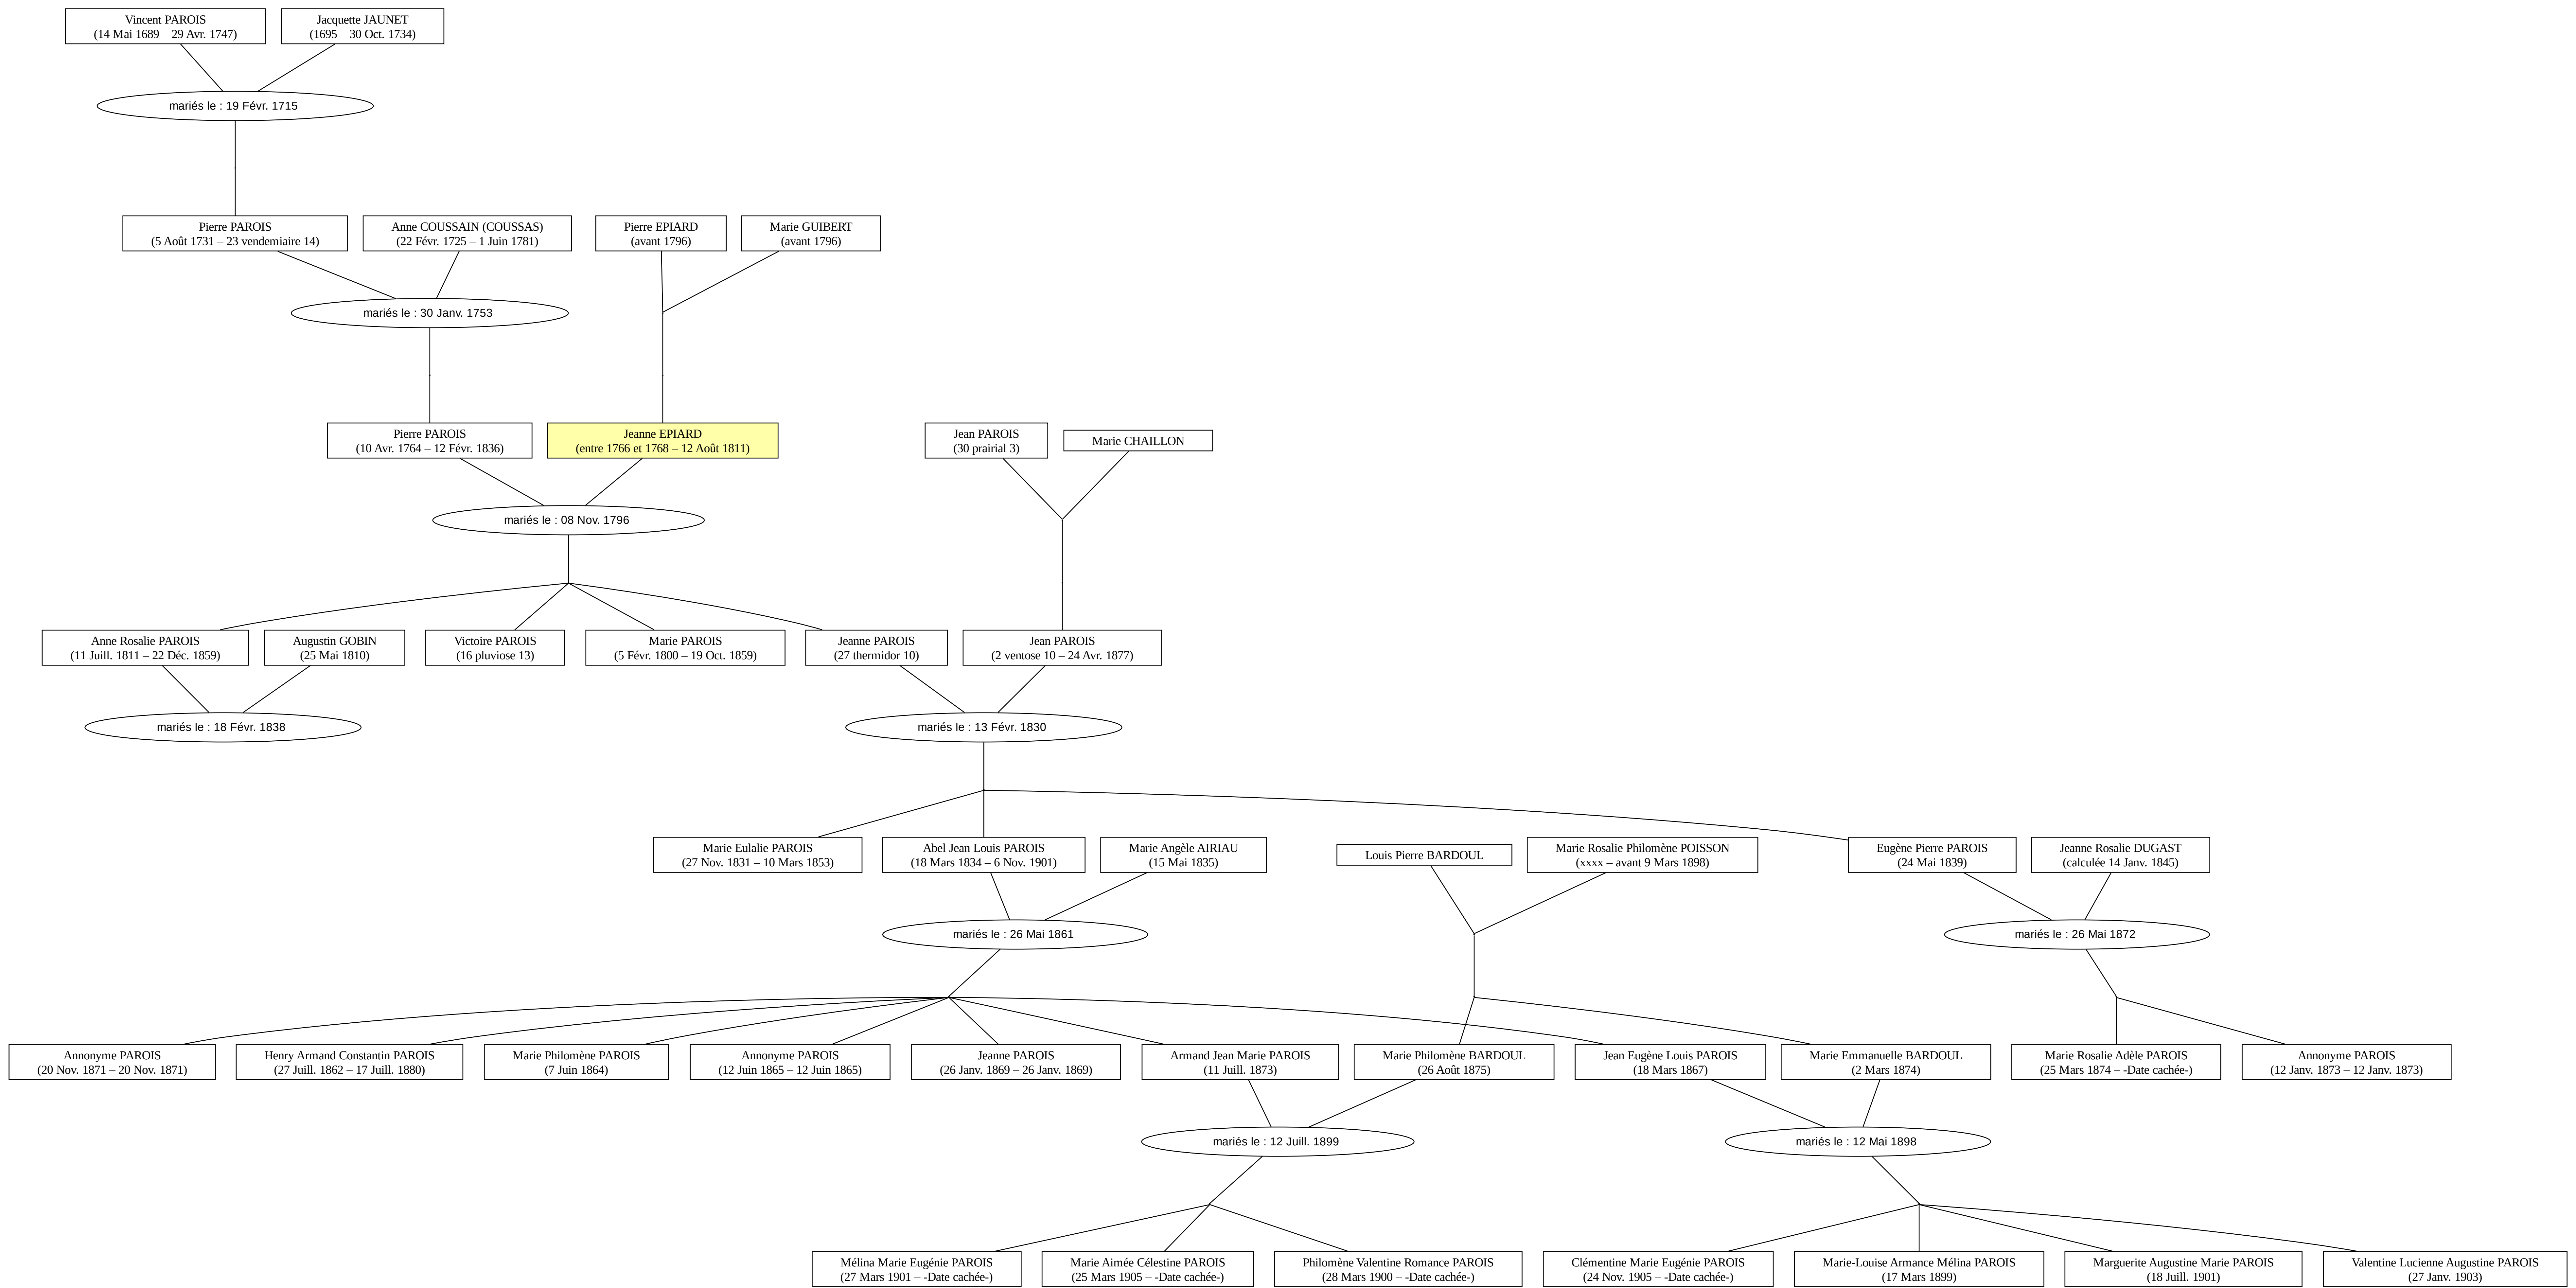 Vincent PAROIS
(14 Mai 1689 – 29 Avr. 1747)
Jacquette JAUNET
(1695 – 30 Oct. 1734)
mariés le : 19 Févr. 1715
Pierre PAROIS
(5 Août 1731 – 23 vendemiaire 14)
Anne COUSSAIN (COUSSAS)
(22 Févr. 1725 – 1 Juin 1781)
Pierre EPIARD
(avant 1796)
Marie GUIBERT
(avant 1796)
mariés le : 30 Janv. 1753
Pierre PAROIS
(10 Avr. 1764 – 12 Févr. 1836)
Jeanne EPIARD
(entre 1766 et 1768 – 12 Août 1811)
Jean PAROIS
(30 prairial 3)
Marie CHAILLON
mariés le : 08 Nov. 1796
Anne Rosalie PAROIS
(11 Juill. 1811 – 22 Déc. 1859)
Augustin GOBIN
(25 Mai 1810)
Victoire PAROIS
(16 pluviose 13)
Marie PAROIS
(5 Févr. 1800 – 19 Oct. 1859)
Jeanne PAROIS
(27 thermidor 10)
Jean PAROIS
(2 ventose 10 – 24 Avr. 1877)
mariés le : 18 Févr. 1838
mariés le : 13 Févr. 1830
Marie Eulalie PAROIS
(27 Nov. 1831 – 10 Mars 1853)
Abel Jean Louis PAROIS
(18 Mars 1834 – 6 Nov. 1901)
Marie Angèle AIRIAU
(15 Mai 1835)
Louis Pierre BARDOUL
Marie Rosalie Philomène POISSON
(xxxx – avant 9 Mars 1898)
Eugène Pierre PAROIS
(24 Mai 1839)
Jeanne Rosalie DUGAST
(calculée 14 Janv. 1845)
mariés le : 26 Mai 1861
mariés le : 26 Mai 1872
Annonyme PAROIS
(20 Nov. 1871 – 20 Nov. 1871)
Henry Armand Constantin PAROIS
(27 Juill. 1862 – 17 Juill. 1880)
Marie Philomène PAROIS
(7 Juin 1864)
Annonyme PAROIS
(12 Juin 1865 – 12 Juin 1865)
Jeanne PAROIS
(26 Janv. 1869 – 26 Janv. 1869)
Armand Jean Marie PAROIS
(11 Juill. 1873)
Marie Philomène BARDOUL
(26 Août 1875)
Jean Eugène Louis PAROIS
(18 Mars 1867)
Marie Emmanuelle BARDOUL
(2 Mars 1874)
Marie Rosalie Adèle PAROIS
(25 Mars 1874 – -Date cachée-)
Annonyme PAROIS
(12 Janv. 1873 – 12 Janv. 1873)
mariés le : 12 Juill. 1899
mariés le : 12 Mai 1898
Mélina Marie Eugénie PAROIS
(27 Mars 1901 – -Date cachée-)
Marie Aimée Célestine PAROIS
(25 Mars 1905 – -Date cachée-)
Philomène Valentine Romance PAROIS
(28 Mars 1900 – -Date cachée-)
Clémentine Marie Eugénie PAROIS
(24 Nov. 1905 – -Date cachée-)
Marie-Louise Armance Mélina PAROIS
(17 Mars 1899)
Marguerite Augustine Marie PAROIS
(18 Juill. 1901)
Valentine Lucienne Augustine PAROIS
(27 Janv. 1903)